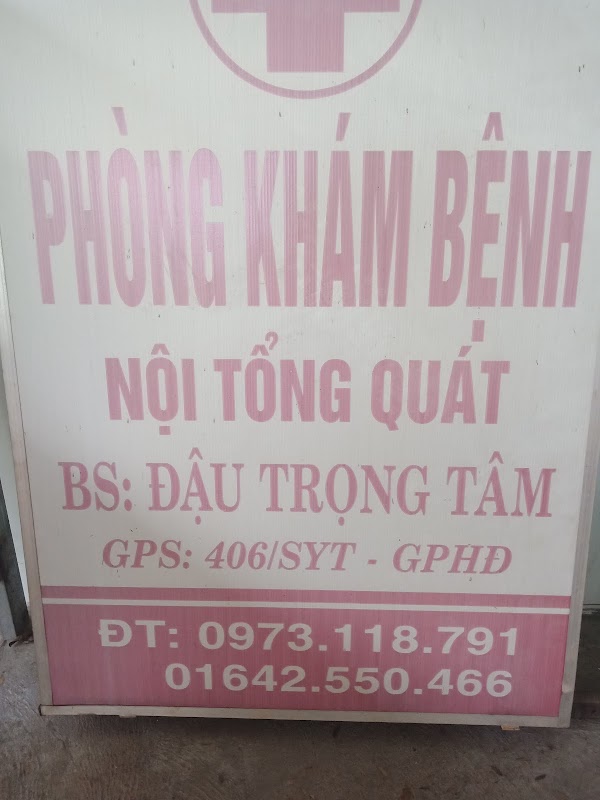 PHÒNG KHÁM BỆNH
NỘI TỔNG QUÁT
BS: ĐẬU TRỌNG TÂM
GPS: 406/SYT - GPHĐ
ĐT: 0973.118.791
01642.550.466